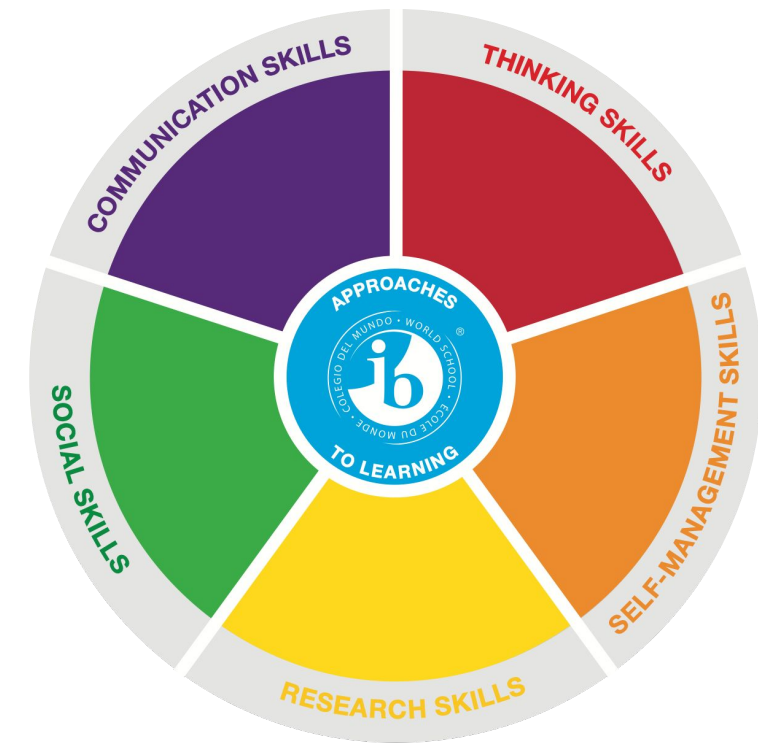 COMMUNICATION SKILLS
THINKING SKILLS
SELF-MANAGEMENT SKILLS
RESEARCH SKILLS
SOCIAL SKILLS
APPROACHES
TO LEARNING
COLEGIO DEL MUNDO • WORLD SCHOOL • ECOLE DU MONDE •
®
ib